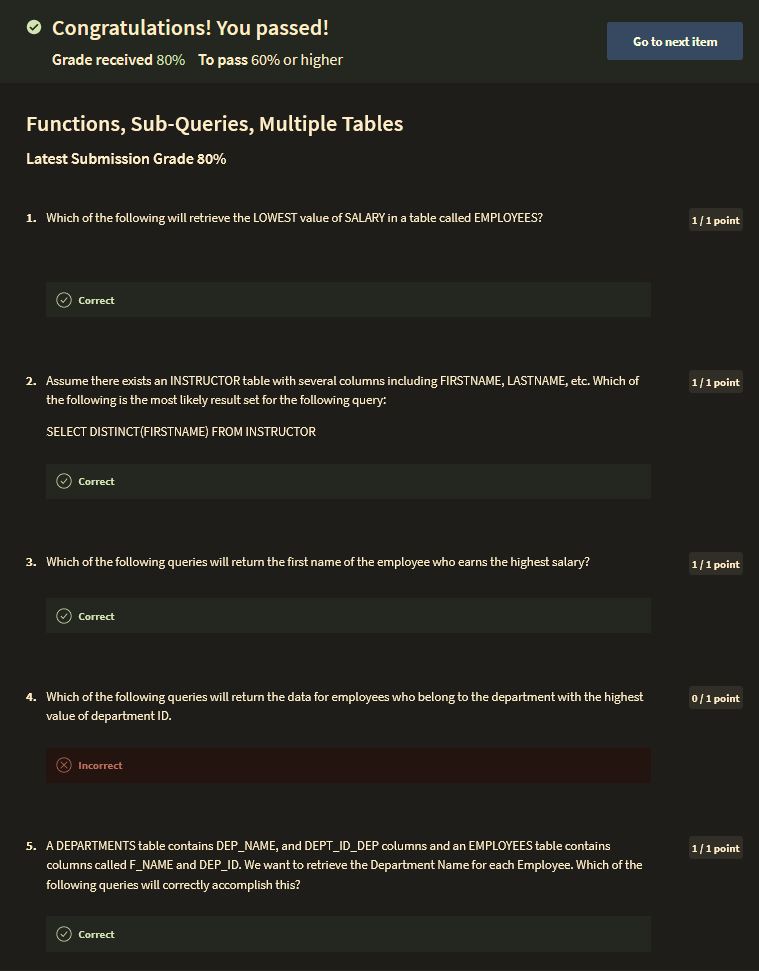 Congratulations! You passed!
Grade received 80% To pass 60% or higher
Go to next item
Functions, Sub-Queries, Multiple Tables
Latest Submission Grade 80%
1. Which of the following will retrieve the LOWEST value of SALARY in a table called EMPLOYEES?
1 / 1 point
Correct
2. Assume there exists an INSTRUCTOR table with several columns including FIRSTNAME, LASTNAME, etc. Which of
the following is the most likely result set for the following query:
1 / 1 point
SELECT DISTINCT(FIRSTNAME) FROM INSTRUCTOR
Correct
3. Which of the following queries will return the first name of the employee who earns the highest salary?
1 / 1 point
Correct
4. Which of the following queries will return the data for employees who belong to the department with the highest
value of department ID.
0 / 1 point
Incorrect
5. A DEPARTMENTS table contains DEP_NAME, and DEPT_ID_DEP columns and an EMPLOYEES table contains
columns called F_NAME and DEP_ID. We want to retrieve the Department Name for each Employee. Which of the
following queries will correctly accomplish this?
1 / 1 point
Correct